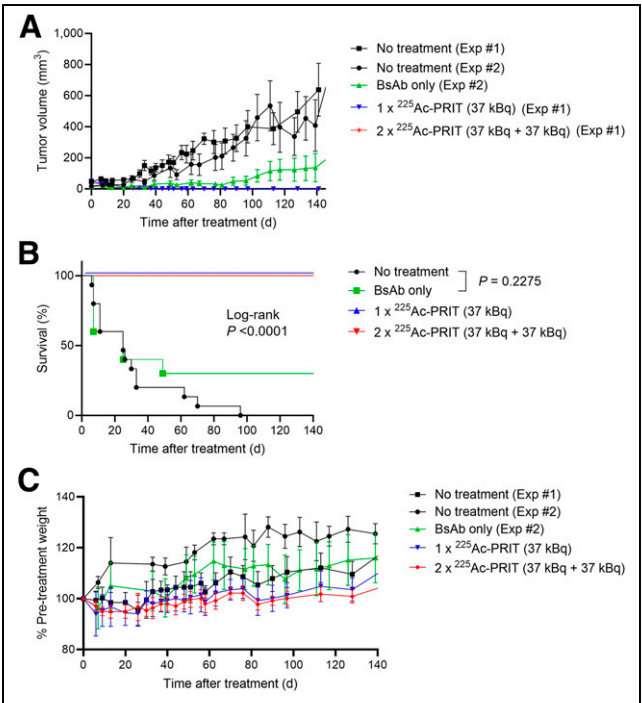 A
Tumor volume (mm³)
1,000
800
600
400
200
0
0 20 40 60 80 100 120 140
Time after treatment (d)
No treatment (Exp #1)
No treatment (Exp #2)
BsAb only (Exp #2)
1 x ²²⁵Ac-PRIT (37 kBq) (Exp #1)
2 x ²²⁵Ac-PRIT (37 kBq + 37 kBq) (Exp #1)
B
Survival (%)
100
50
0
0 20 40 60 80 100 120 140
Time after treatment (d)
Log-rank
P <0.0001
No treatment
BsAb only
P = 0.2275
1 x ²²⁵Ac-PRIT (37 kBq)
2 x ²²⁵Ac-PRIT (37 kBq + 37 kBq)
C
% Pre-treatment weight
140
120
100
80
0 20 40 60 80 100 120 140
Time after treatment (d)
No treatment (Exp #1)
No treatment (Exp #2)
BsAb only (Exp #2)
1 x ²²⁵Ac-PRIT (37 kBq)
2 x ²²⁵Ac-PRIT (37 kBq + 37 kBq)